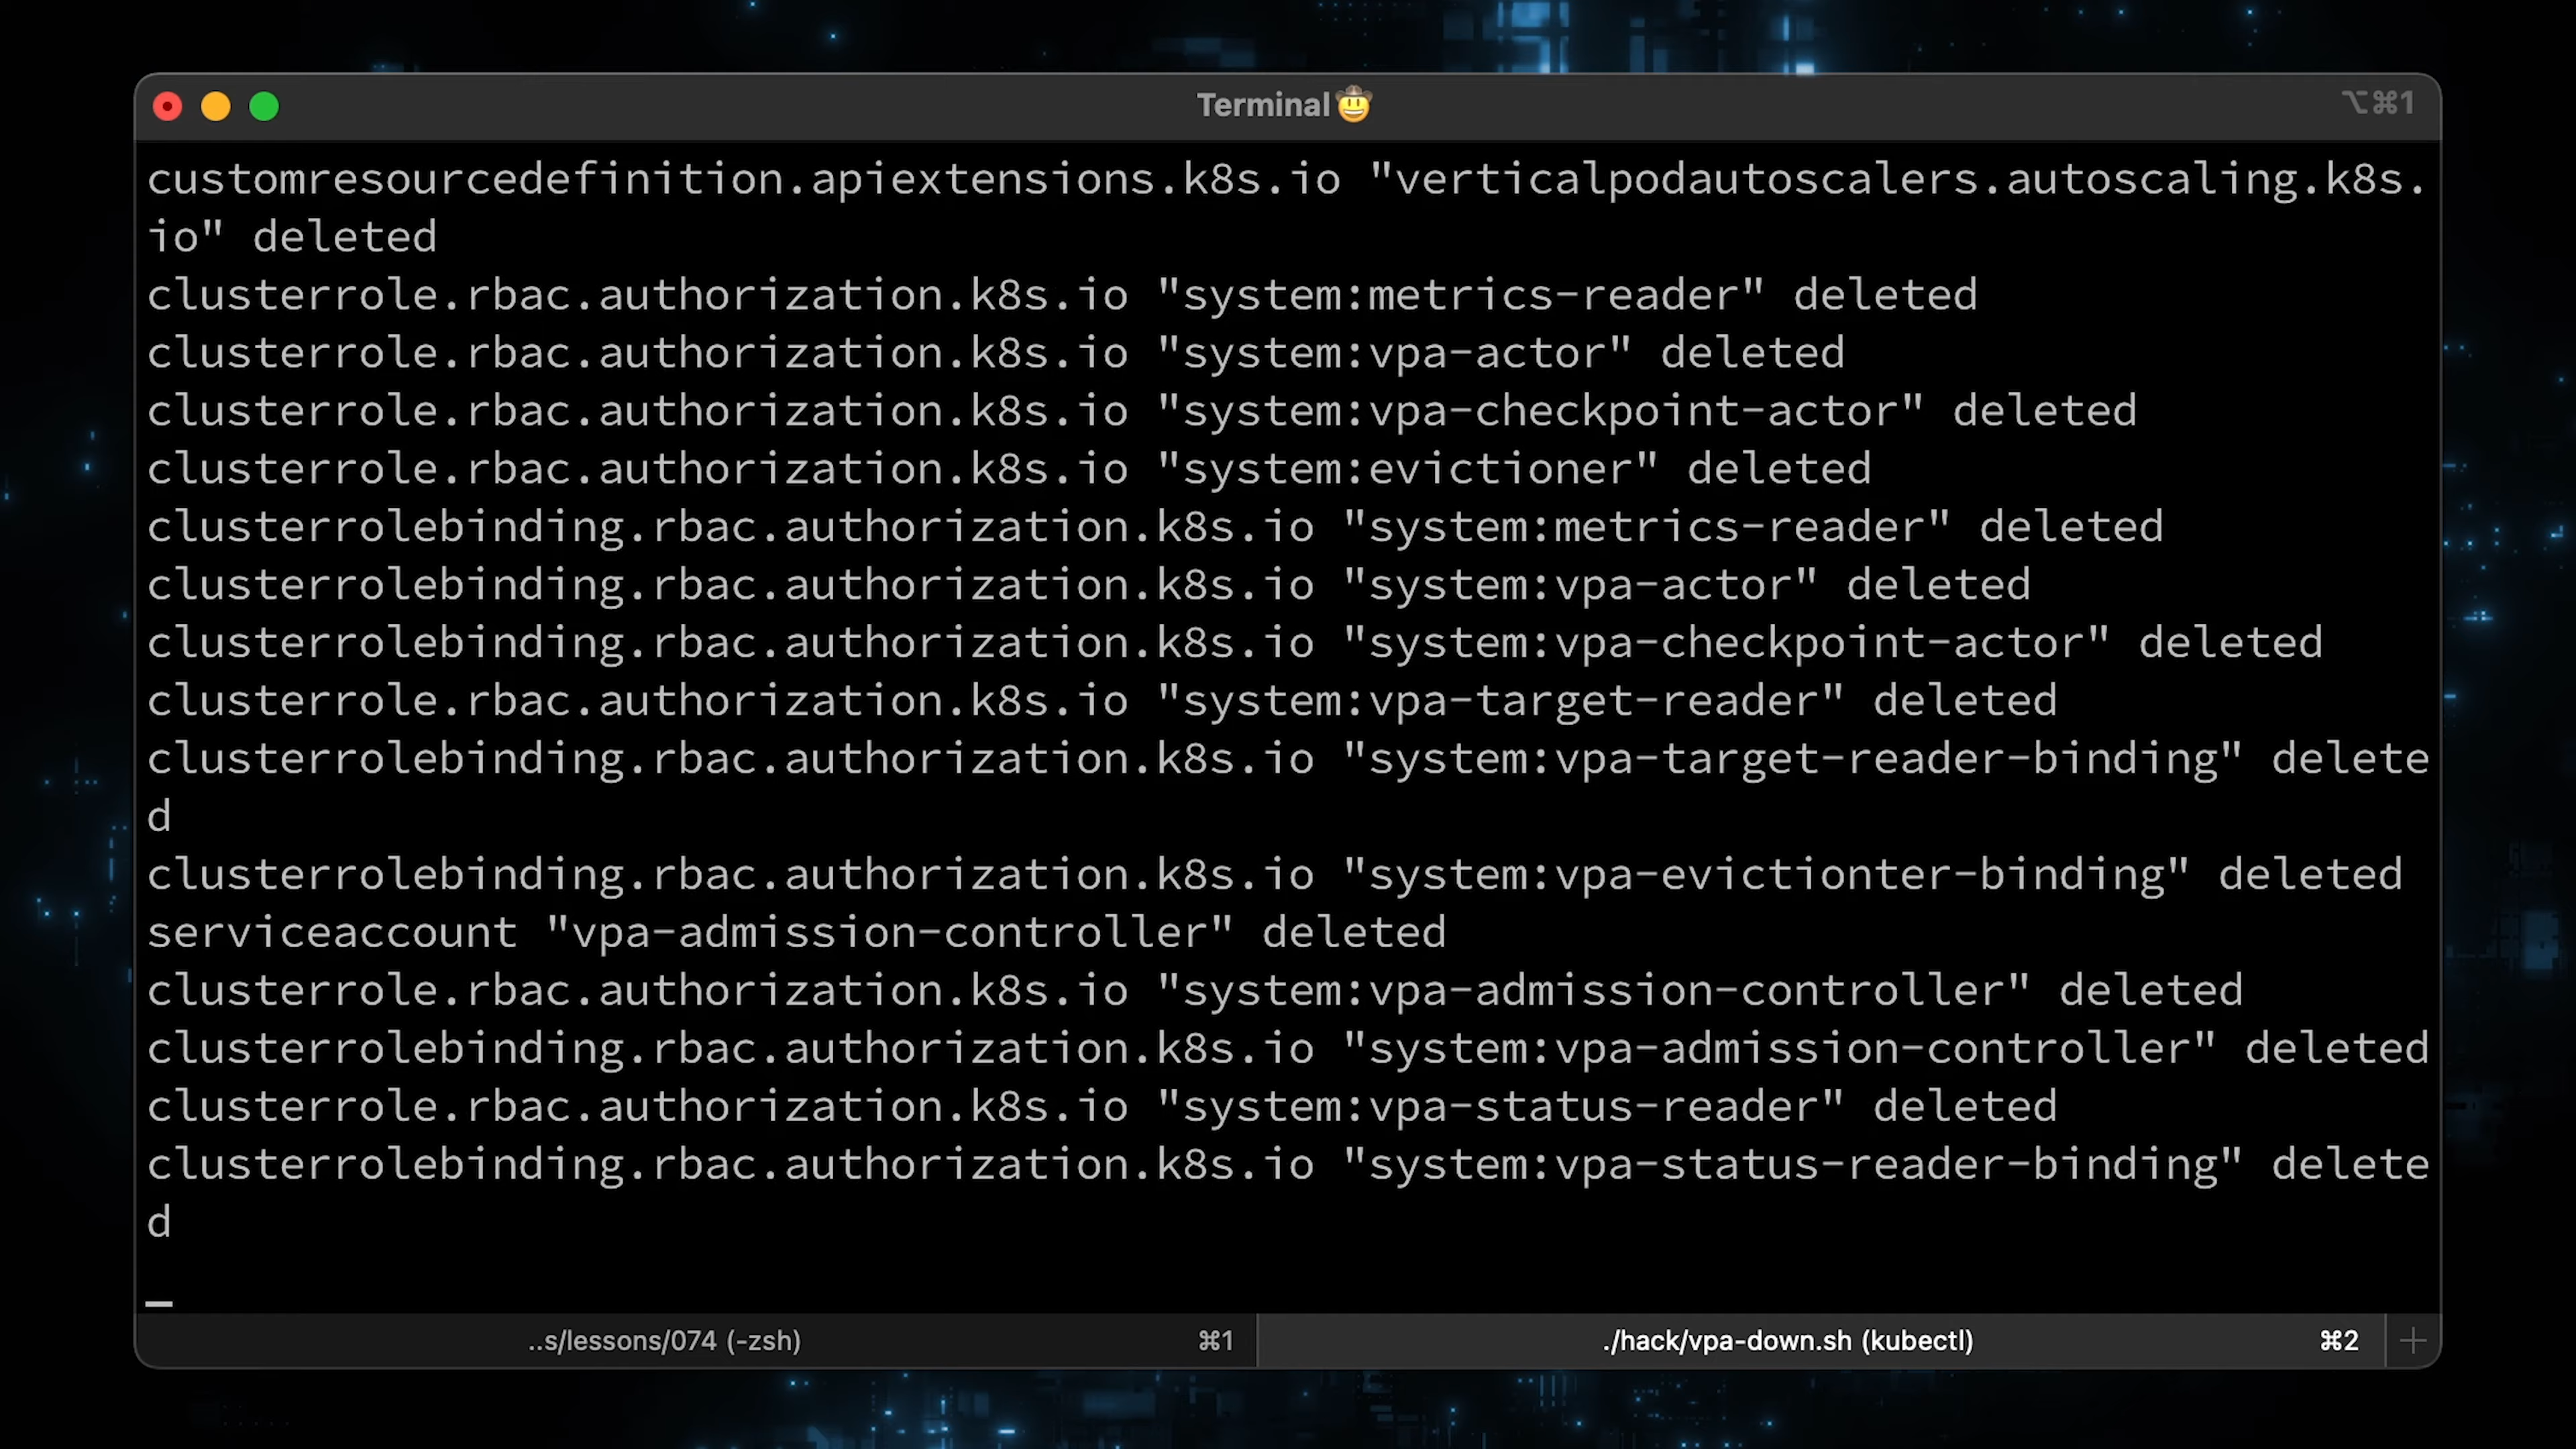 Terminal🤠
⌥⌘1
customresourcedefinition.apiextensions.k8s.io "verticalpodautoscalers.autoscaling.k8s.
io" deleted
clusterrole.rbac.authorization.k8s.io "system:metrics-reader" deleted
clusterrole.rbac.authorization.k8s.io "system:vpa-actor" deleted
clusterrole.rbac.authorization.k8s.io "system:vpa-checkpoint-actor" deleted
clusterrole.rbac.authorization.k8s.io "system:evictioner" deleted
clusterrolebinding.rbac.authorization.k8s.io "system:metrics-reader" deleted
clusterrolebinding.rbac.authorization.k8s.io "system:vpa-actor" deleted
clusterrolebinding.rbac.authorization.k8s.io "system:vpa-checkpoint-actor" deleted
clusterrole.rbac.authorization.k8s.io "system:vpa-target-reader" deleted
clusterrolebinding.rbac.authorization.k8s.io "system:vpa-target-reader-binding" delete
d
clusterrolebinding.rbac.authorization.k8s.io "system:vpa-evictionter-binding" deleted
serviceaccount "vpa-admission-controller" deleted
clusterrole.rbac.authorization.k8s.io "system:vpa-admission-controller" deleted
clusterrolebinding.rbac.authorization.k8s.io "system:vpa-admission-controller" deleted
clusterrole.rbac.authorization.k8s.io "system:vpa-status-reader" deleted
clusterrolebinding.rbac.authorization.k8s.io "system:vpa-status-reader-binding" delete
d
..s/lessons/074 (-zsh) ⌘1
./hack/vpa-down.sh (kubectl) ⌘2